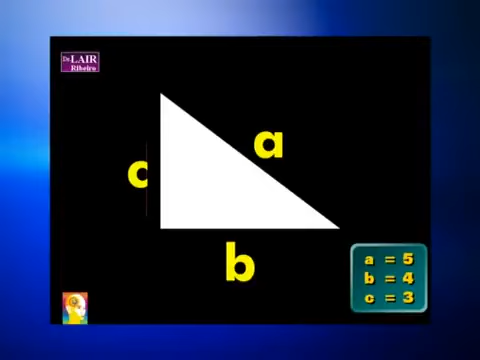 Dr. LAIR
Ribeiro
a
c
b
a = 5
b = 4
c = 3